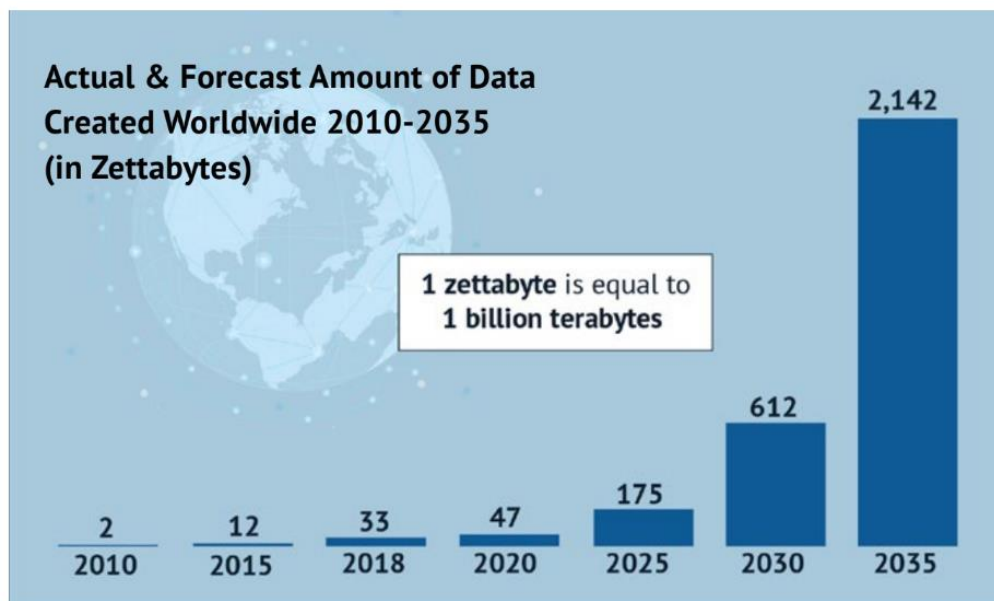 Actual & Forecast Amount of Data
Created Worldwide 2010-2035
(in Zettabytes)
1 zettabyte is equal to
1 billion terabytes
2
12
33
47
175
612
2,142
2010
2015
2018
2020
2025
2030
2035